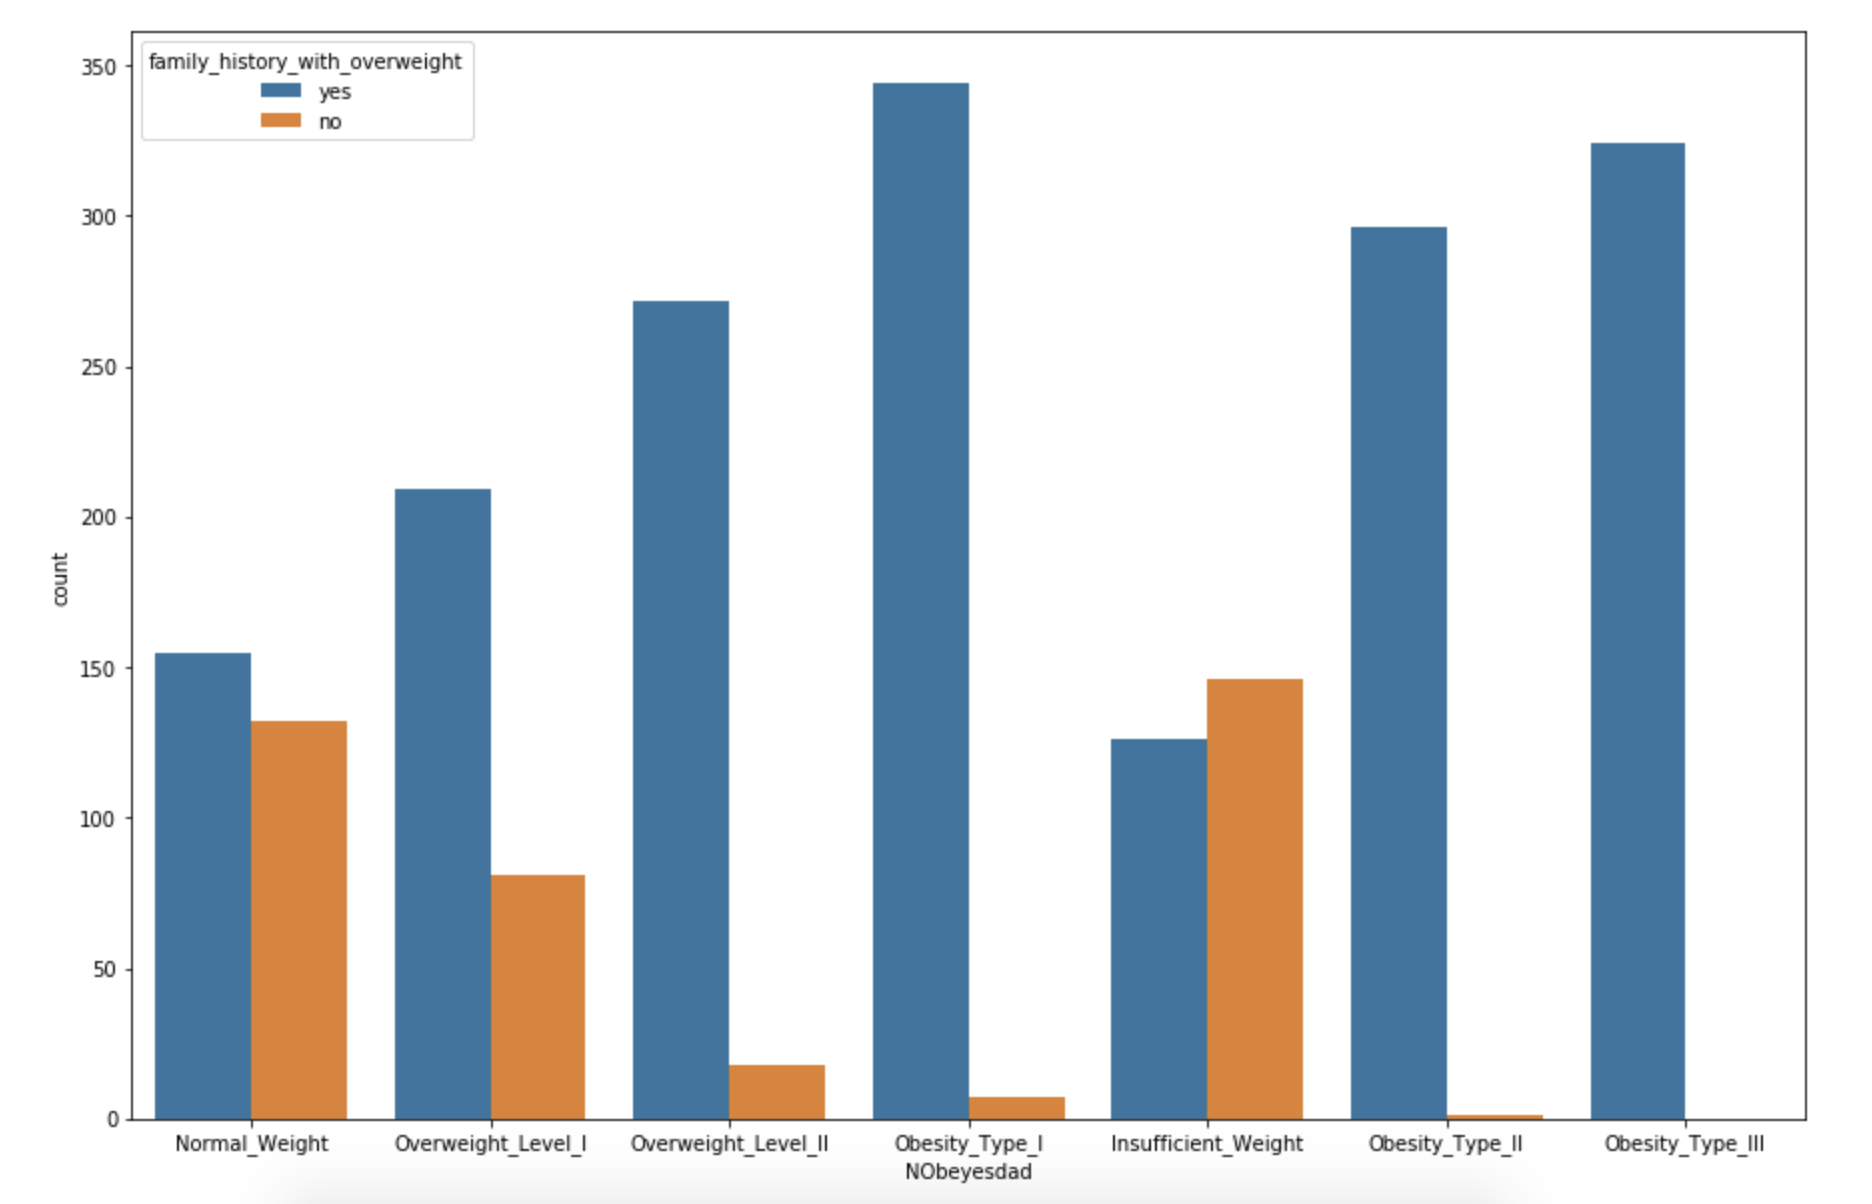 family_history_with_overweight
yes
no
350
300
250
200
150
100
50
0
count
Normal_Weight Overweight_Level_I Overweight_Level_II Obesity_Type_I Insufficient_Weight Obesity_Type_II Obesity_Type_III
NObeyesdad